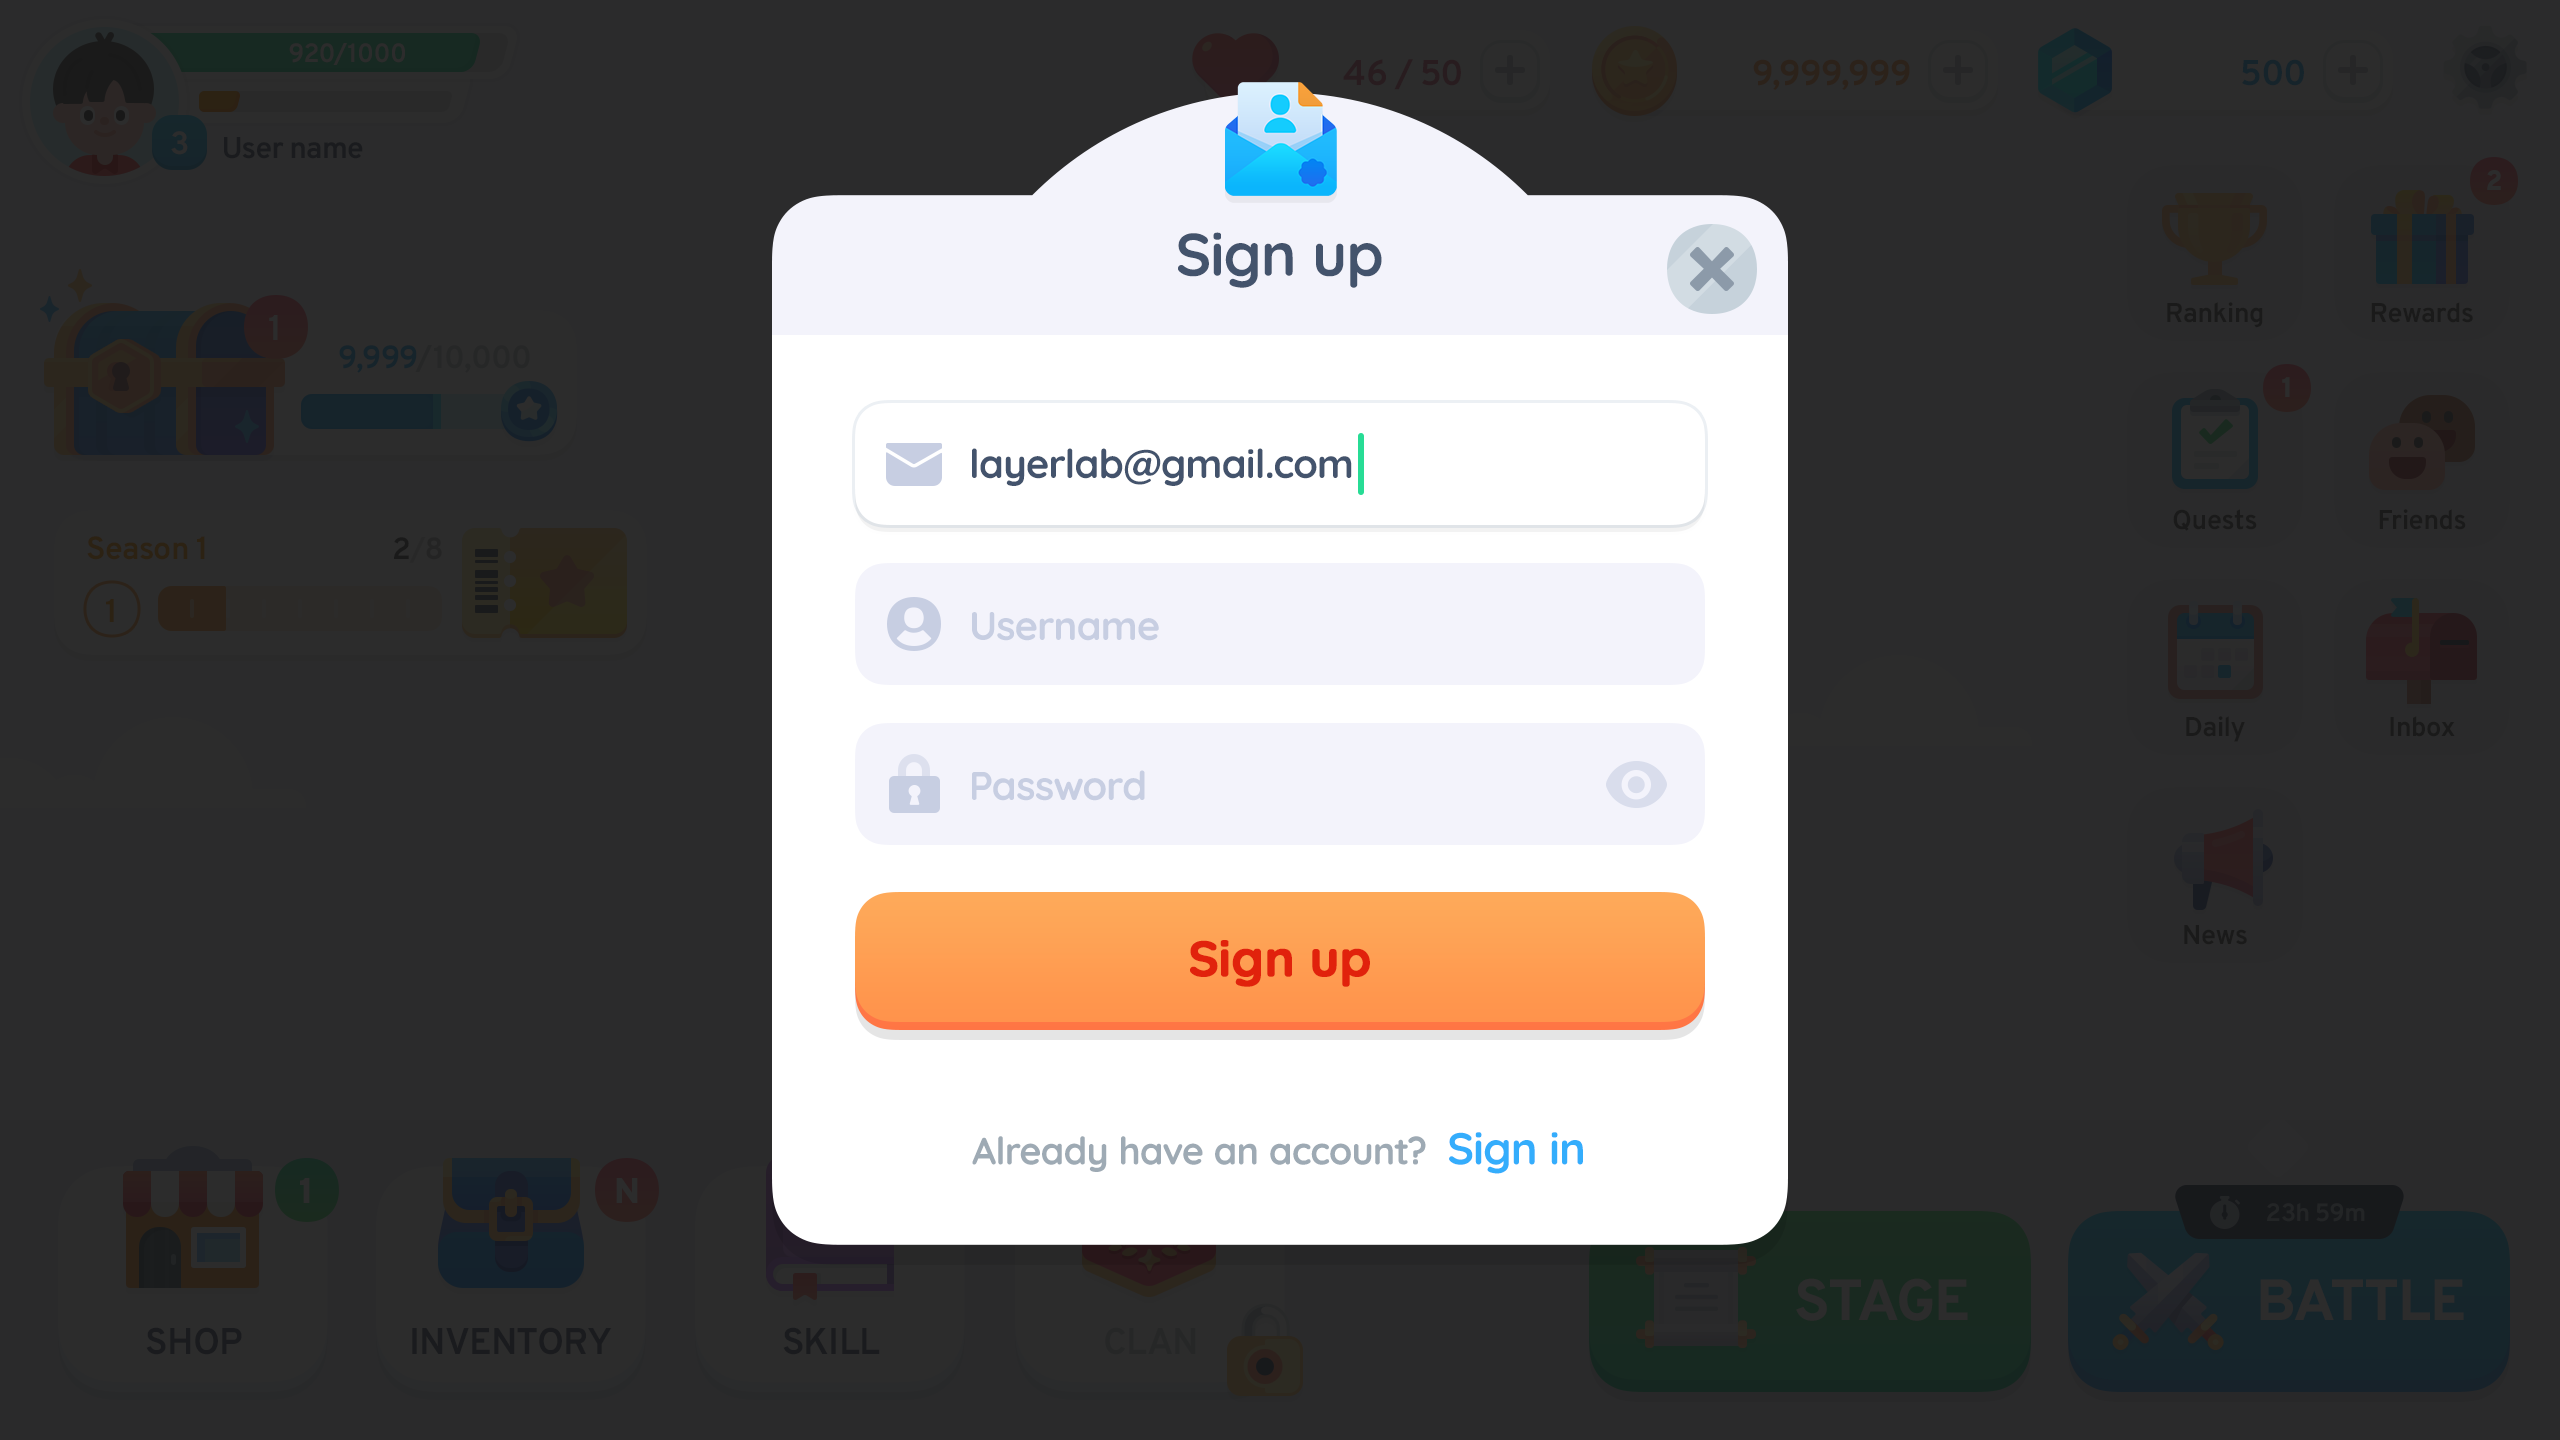 920/1000
3
User name
46 / 50
9,999,999
500
Sign up
layerlab@gmail.com
Username
Password
Sign up
Already have an account? Sign in
1
9,999/10,000
Season 1
2/8
1
1
Ranking
2
Rewards
1
Quests
Friends
Daily
Inbox
News
1
SHOP
N
INVENTORY
SKILL
CLAN
STAGE
23h 59m
BATTLE